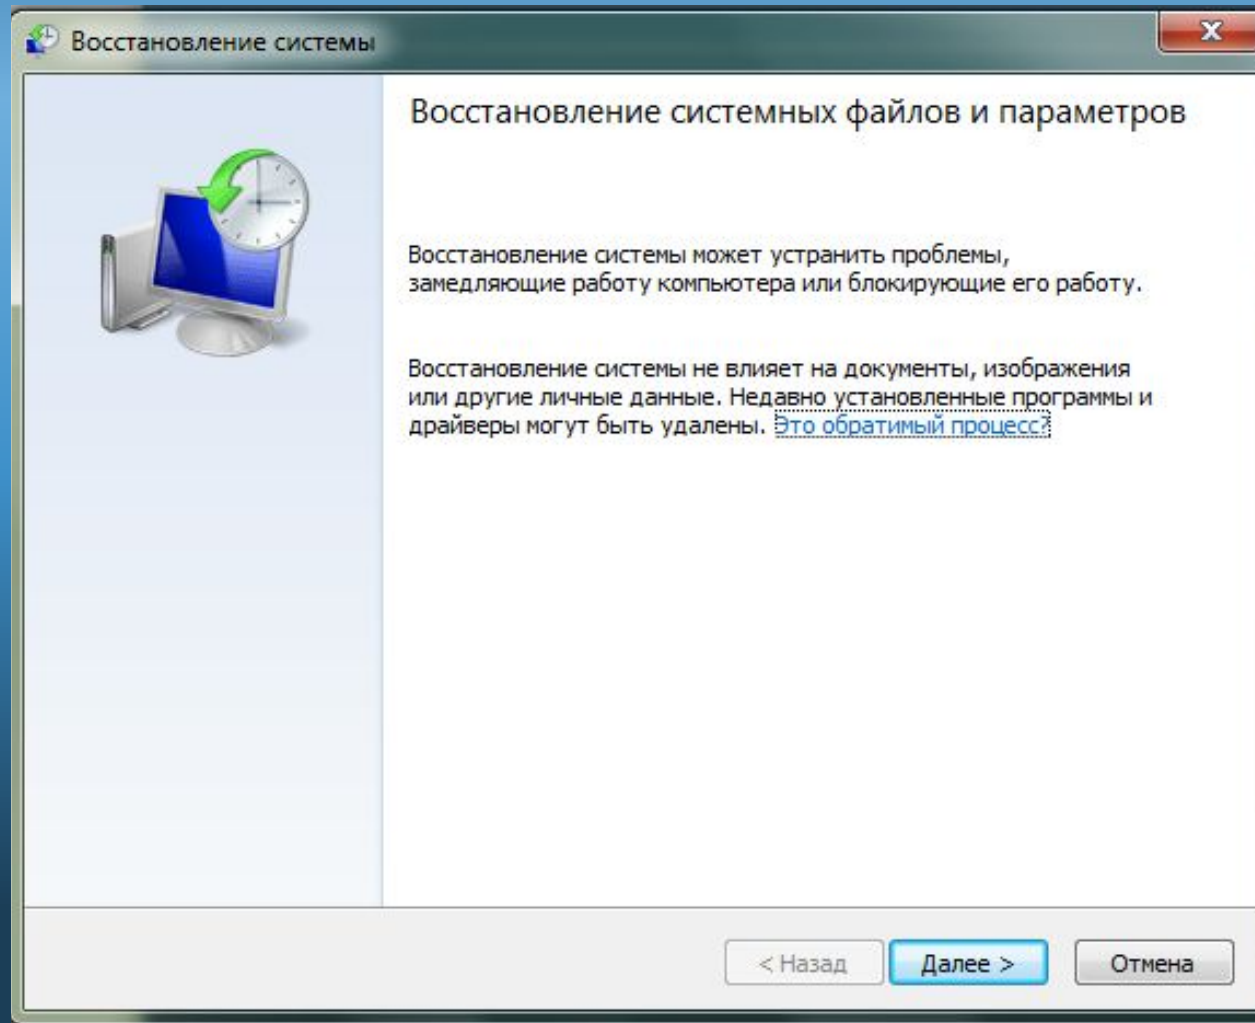 Восстановление системы
Восстановление системных файлов и параметров
Восстановление системы может устранить проблемы,
замедляющие работу компьютера или блокирующие его работу.
Восстановление системы не влияет на документы, изображения
или другие личные данные. Недавно установленные программы и
драйверы могут быть удалены. Это обратимый процесс?
< Назад
Далее >
Отмена